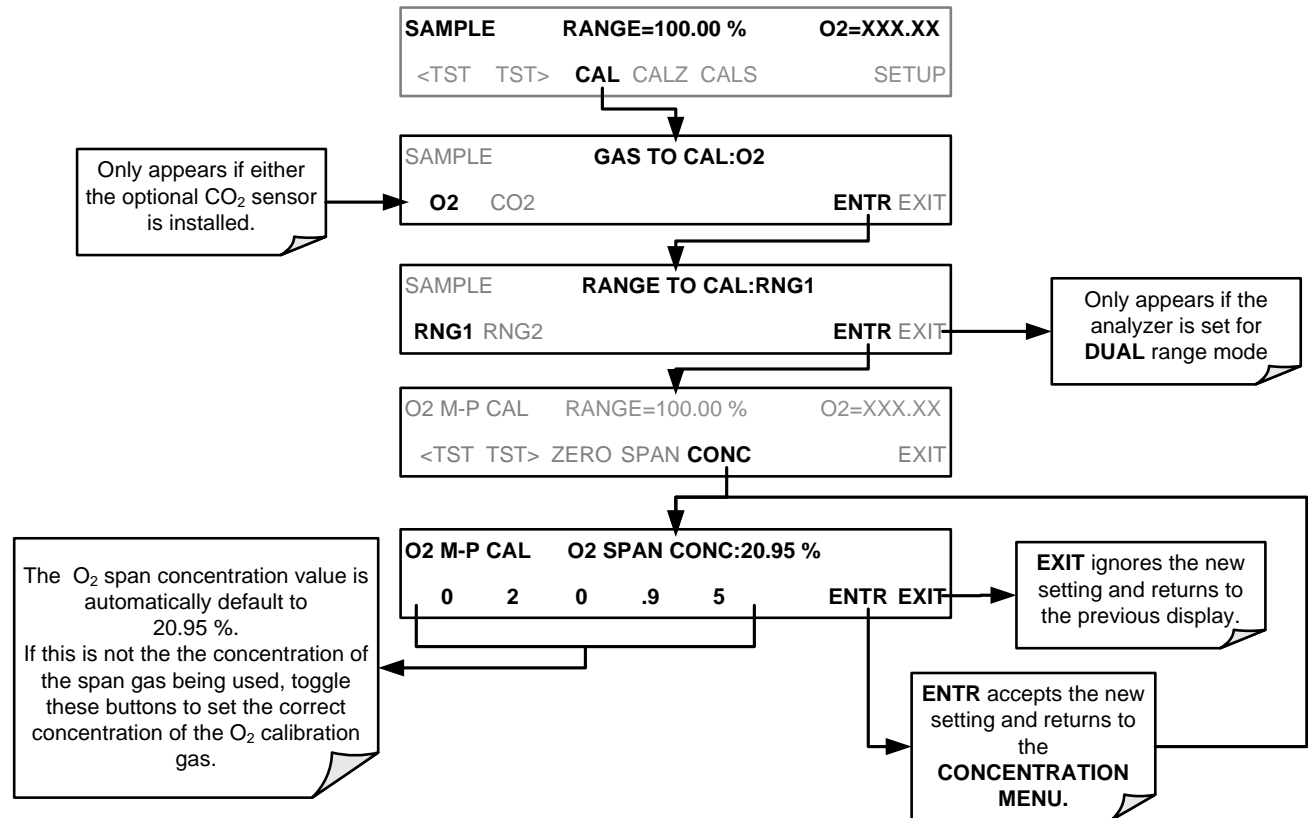 SAMPLE RANGE=100.00 % O2=XXX.XX
<TST TST> CAL CALZ CALS SETUP
Only appears if either
the optional CO₂ sensor
is installed.
SAMPLE GAS TO CAL:O2
O2 CO2 ENTR EXIT
SAMPLE RANGE TO CAL:RNG1
RNG1 RNG2 ENTR EXIT
Only appears if the
analyzer is set for
DUAL range mode
O2 M-P CAL RANGE=100.00 % O2=XXX.XX
<TST TST> ZERO SPAN CONC EXIT
O2 M-P CAL O2 SPAN CONC:20.95 %
0 2 0 .9 5 ENTR EXIT
The O₂ span concentration value is
automatically default to
20.95 %.
If this is not the the concentration of
the span gas being used, toggle
these buttons to set the correct
concentration of the O₂ calibration
gas.
EXIT ignores the new
setting and returns to
the previous display.
ENTR accepts the new
setting and returns to
the
CONCENTRATION
MENU.